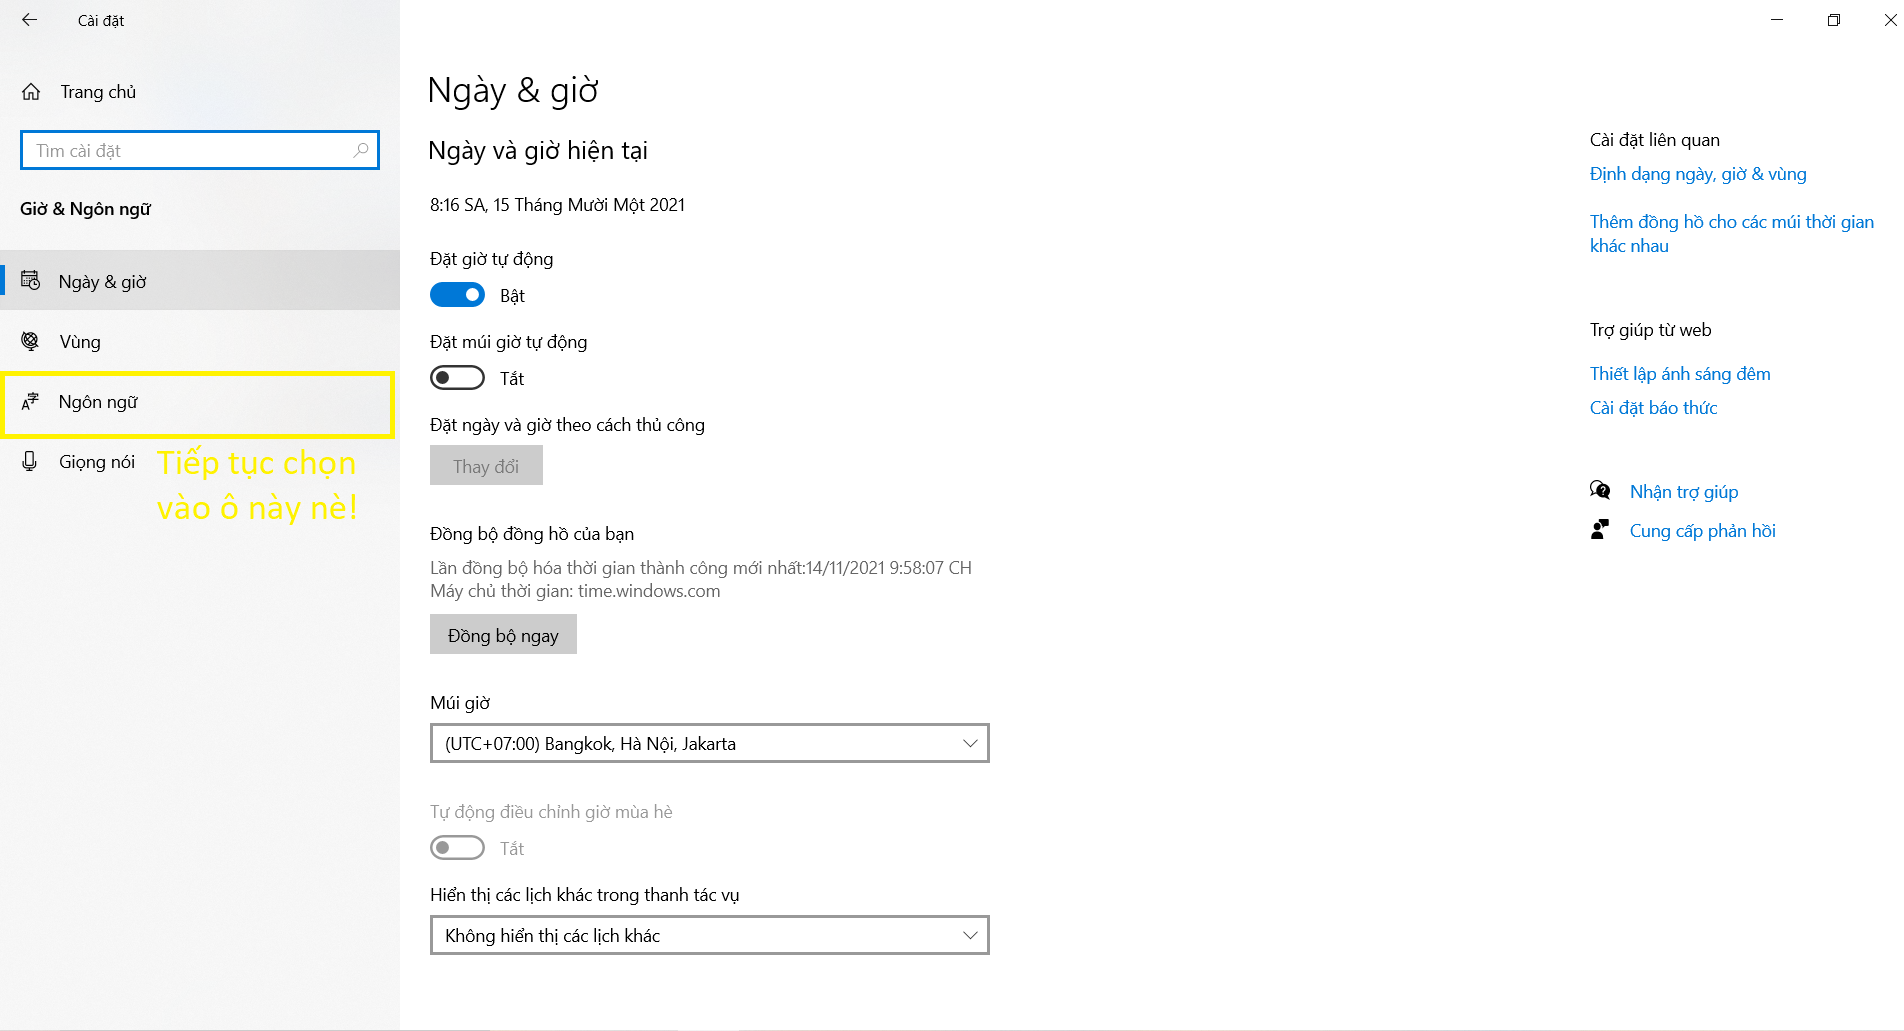 Cài đặt
Trang chủ
Tìm cài đặt
Giờ & Ngôn ngữ
Ngày & giờ
Vùng
Ngôn ngữ
Giọng nói
Tiếp tục chọn
vào ô này nè!
Ngày & giờ
Ngày và giờ hiện tại
8:16 SA, 15 Tháng Mười Một 2021
Đặt giờ tự động
Bật
Đặt múi giờ tự động
Tắt
Đặt ngày và giờ theo cách thủ công
Thay đổi
Đồng bộ đồng hồ của bạn
Lần đồng bộ hóa thời gian thành công mới nhất:14/11/2021 9:58:07 CH
Máy chủ thời gian: time.windows.com
Đồng bộ ngay
Múi giờ
(UTC+07:00) Bangkok, Hà Nội, Jakarta
Tự động điều chỉnh giờ mùa hè
Tắt
Hiển thị các lịch khác trong thanh tác vụ
Không hiển thị các lịch khác
Cài đặt liên quan
Định dạng ngày, giờ & vùng
Thêm đồng hồ cho các múi thời gian
khác nhau
Trợ giúp từ web
Thiết lập ánh sáng đêm
Cài đặt báo thức
Nhận trợ giúp
Cung cấp phản hồi